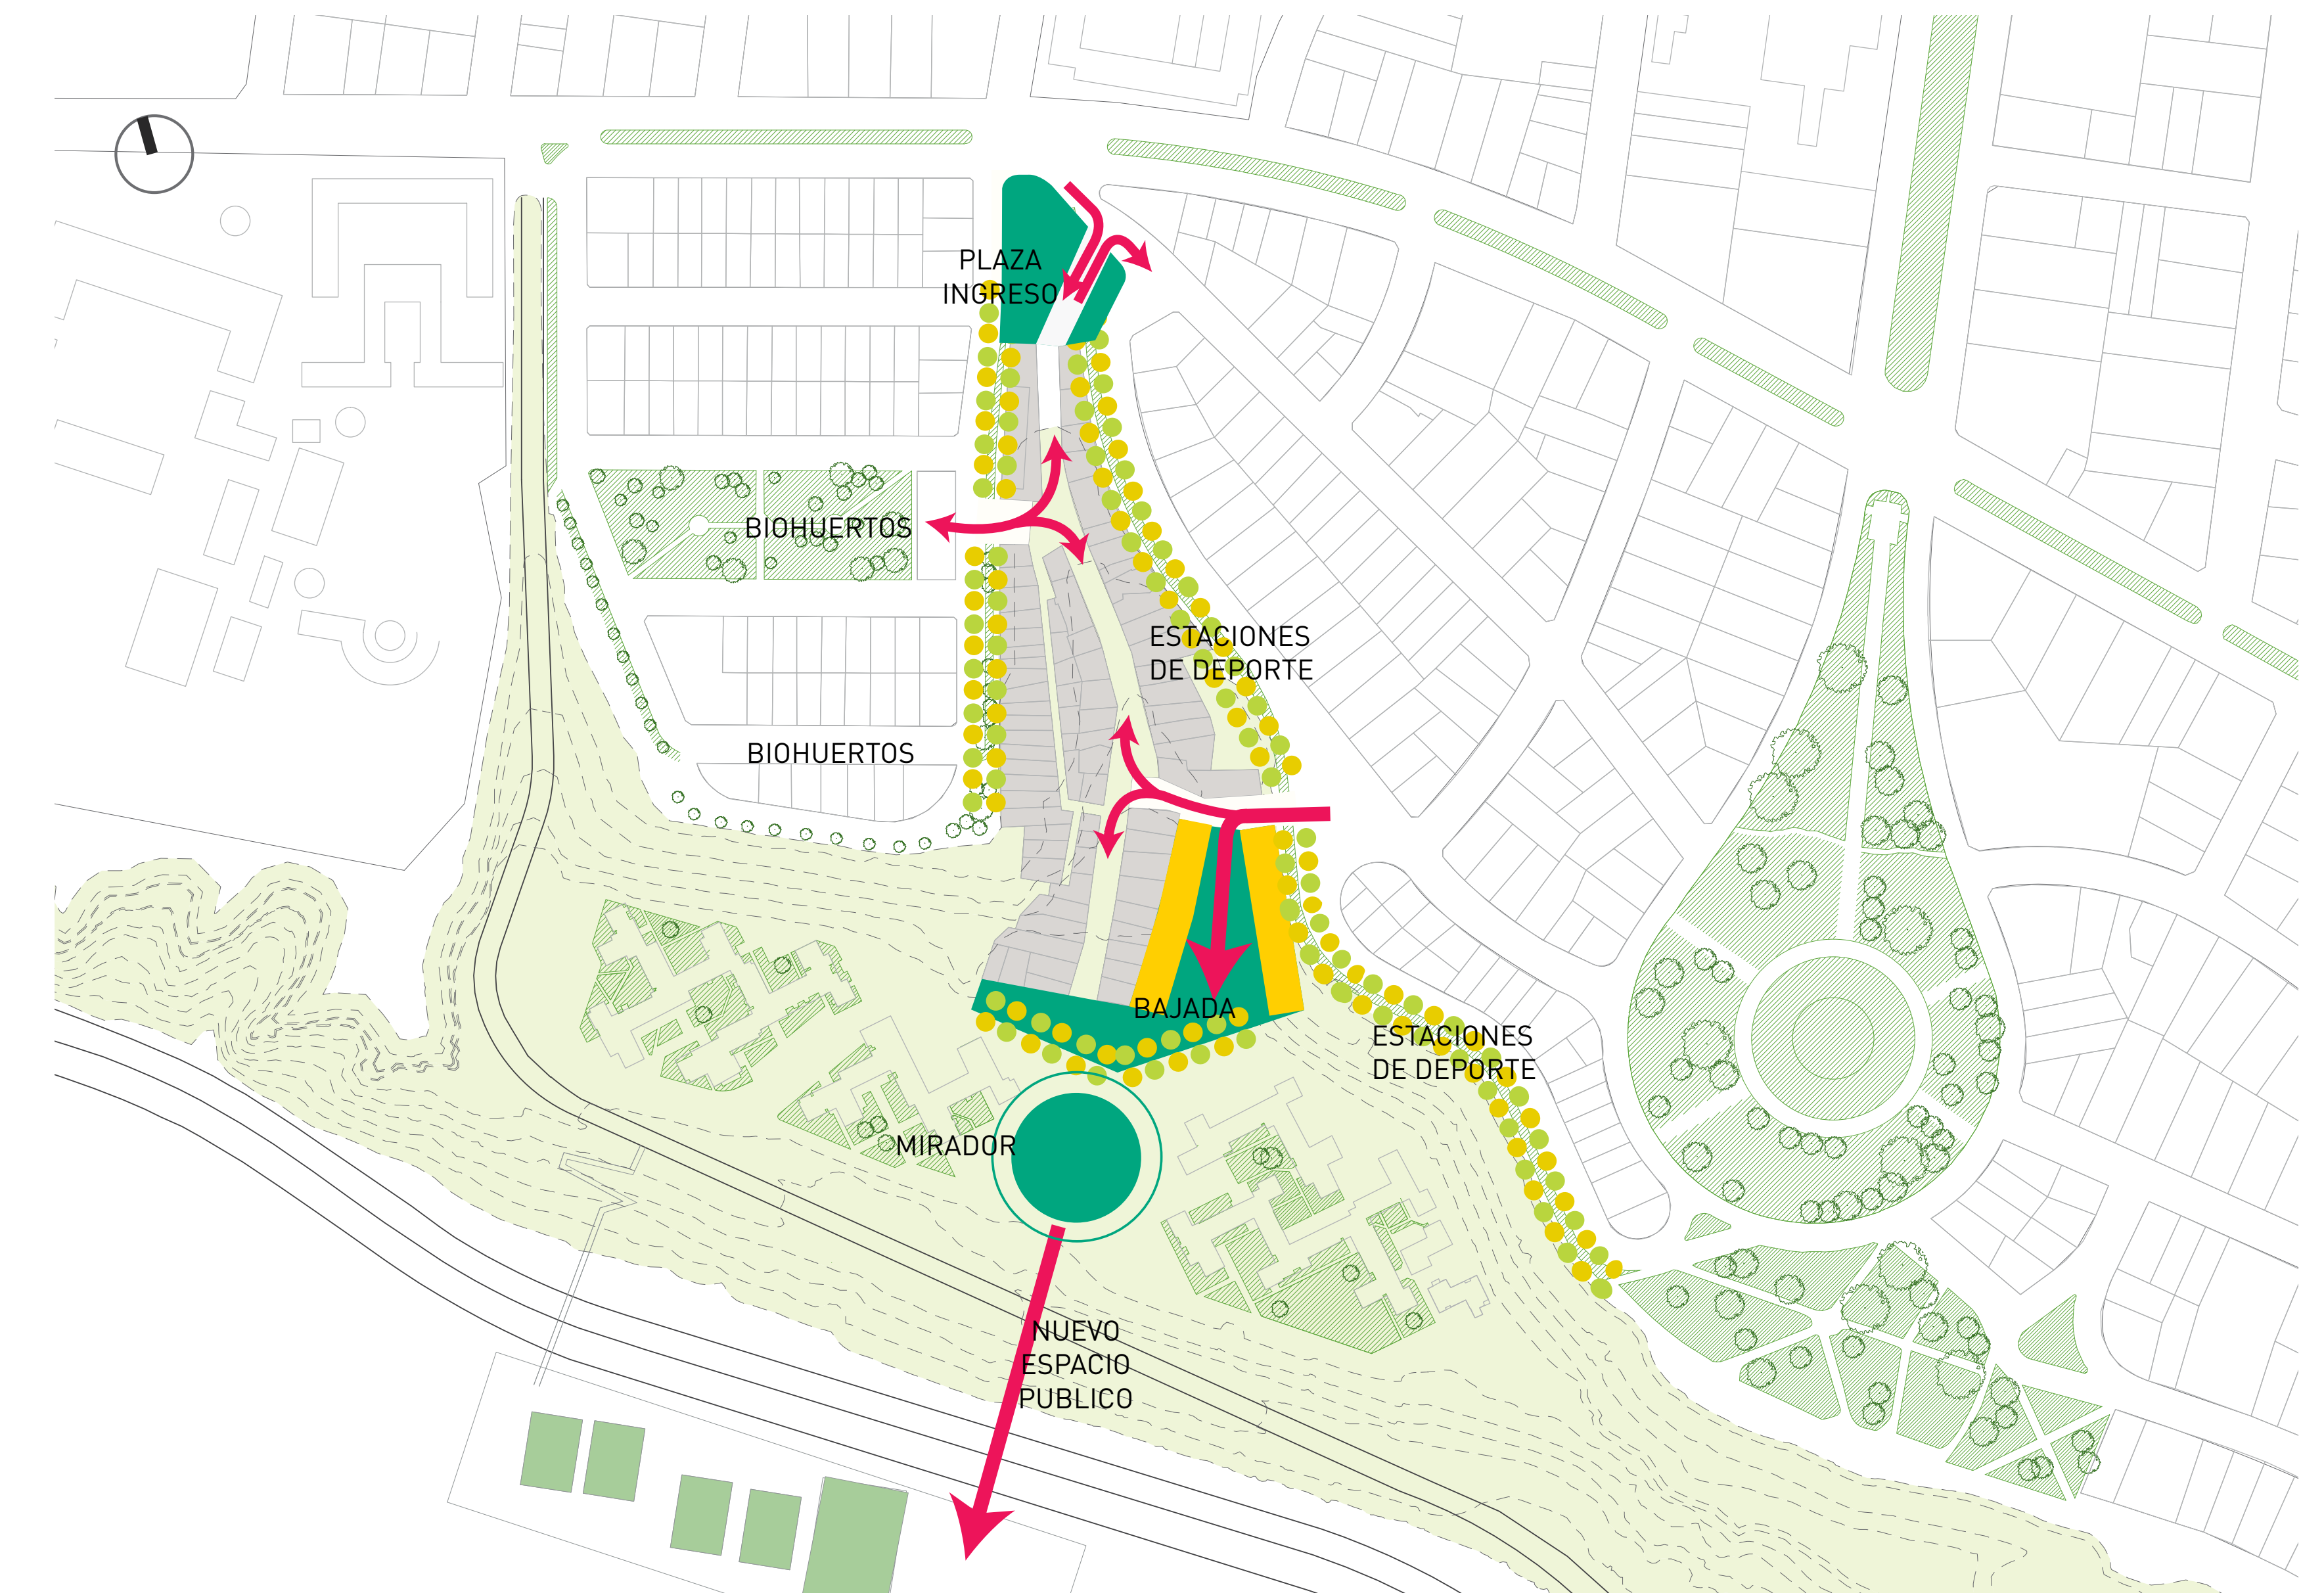 PLAZA
INGRESO
BIOHUERTOS
ESTACIONES
DE DEPORTE
BIOHUERTOS
BAJADA
ESTACIONES
DE DEPORTE
MIRADOR
NUEVO
ESPACIO
PUBLICO